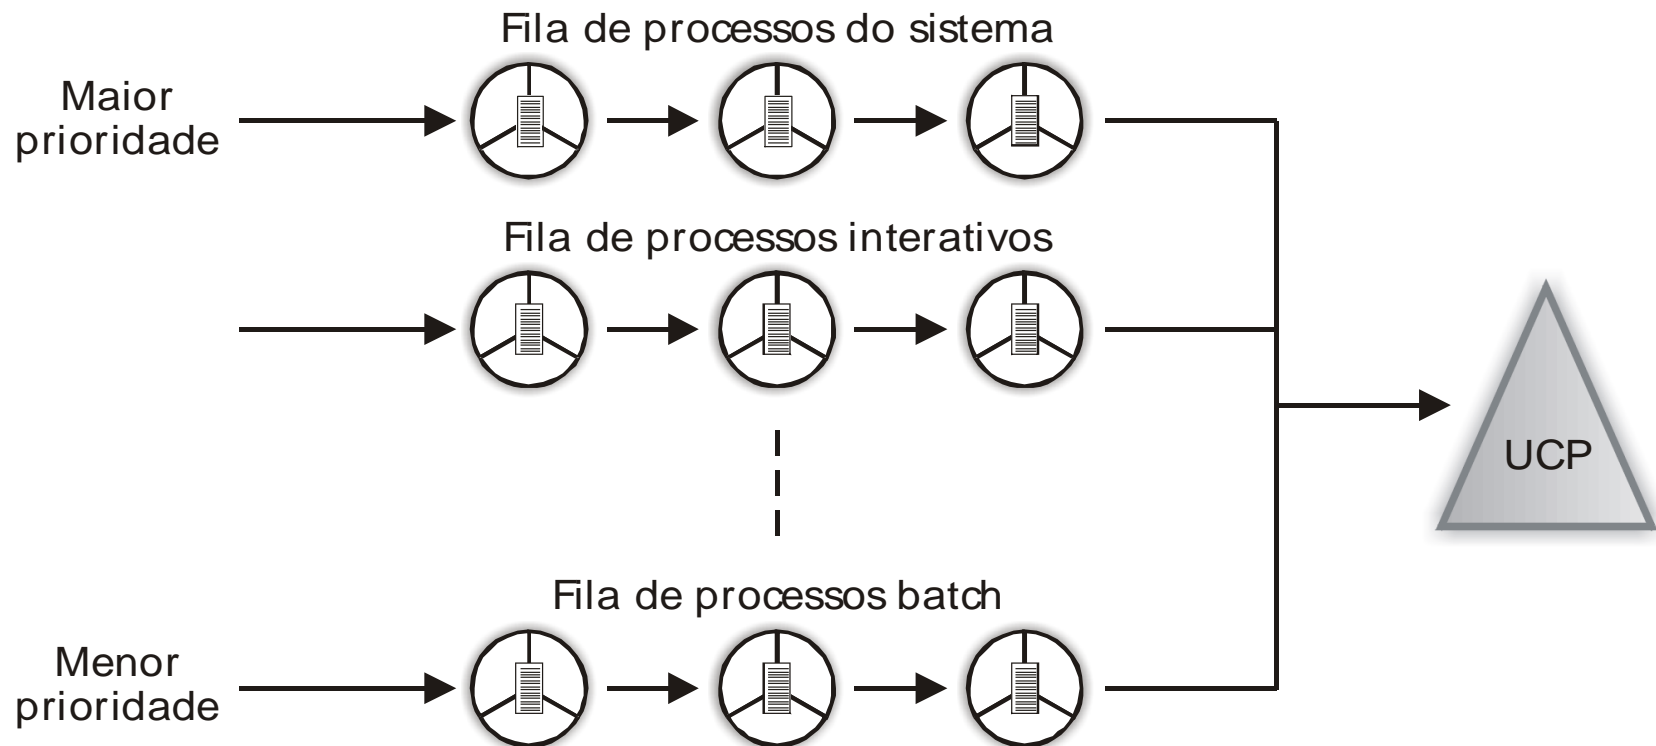 Fila de processos do sistema
Maior
prioridade
Fila de processos interativos
UCP
Fila de processos batch
Menor
prioridade